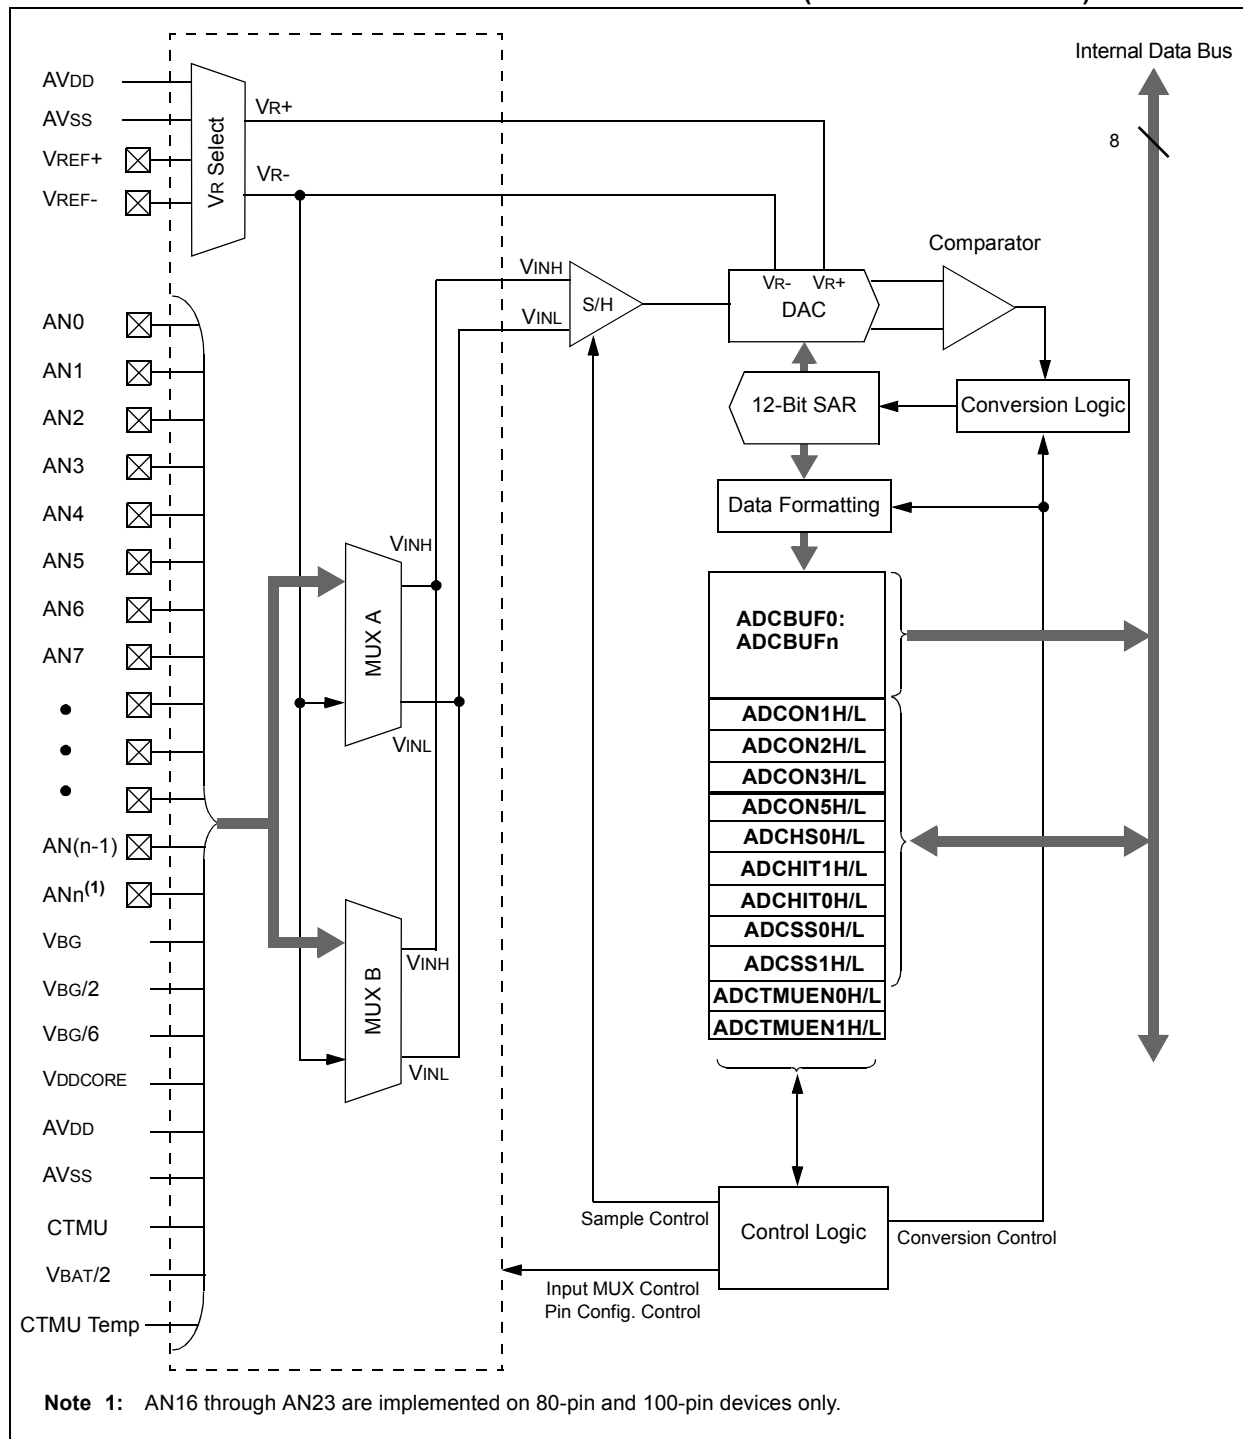 Internal Data Bus
8
AVDD
AVSS
VREF+
VREF-
VR Select
VR+
VR-
Comparator
VINH
VINL
S/H
VR- VR+
DAC
12-Bit SAR
Conversion Logic
Data Formatting
AN0
AN1
AN2
AN3
AN4
AN5
AN6
AN7
AN(n-1)
ANn(1)
VBG
VBG/2
VBG/6
VDDCORE
AVDD
AVSS
CTMU
VBAT/2
CTMU Temp
VINH
MUX A
VINL
MUX B
VINH
VINL
ADCBUF0:
ADCBUFn
ADCON1H/L
ADCON2H/L
ADCON3H/L
ADCON5H/L
ADCHS0H/L
ADCHIT1H/L
ADCHIT0H/L
ADCSS0H/L
ADCSS1H/L
ADCTMUEN0H/L
ADCTMUEN1H/L
Sample Control
Control Logic
Conversion Control
Input MUX Control
Pin Config. Control
Note 1: AN16 through AN23 are implemented on 80-pin and 100-pin devices only.